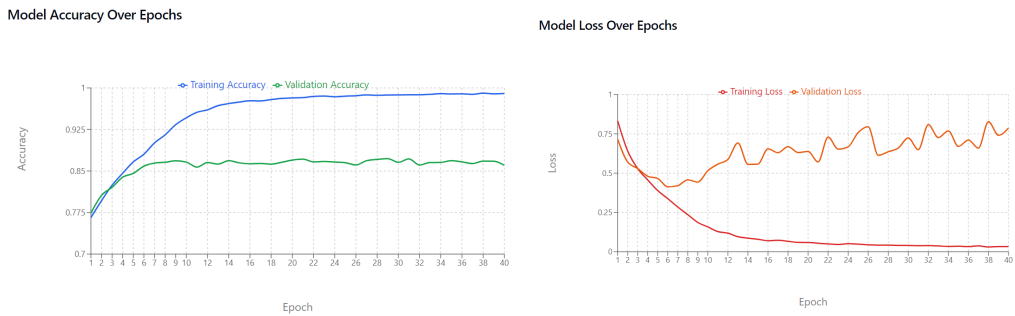 Model Accuracy Over Epochs
Training Accuracy Validation Accuracy
1
0.925
0.85
0.775
0.7
Accuracy
1 2 3 4 5 6 7 8 9 10 12 14 16 18 20 22 24 26 28 30 32 34 36 38 40
Epoch
Model Loss Over Epochs
Training Loss Validation Loss
1
0.75
0.5
0.25
0
Loss
1 2 3 4 5 6 7 8 9 10 12 14 16 18 20 22 24 26 28 30 32 34 36 38 40
Epoch